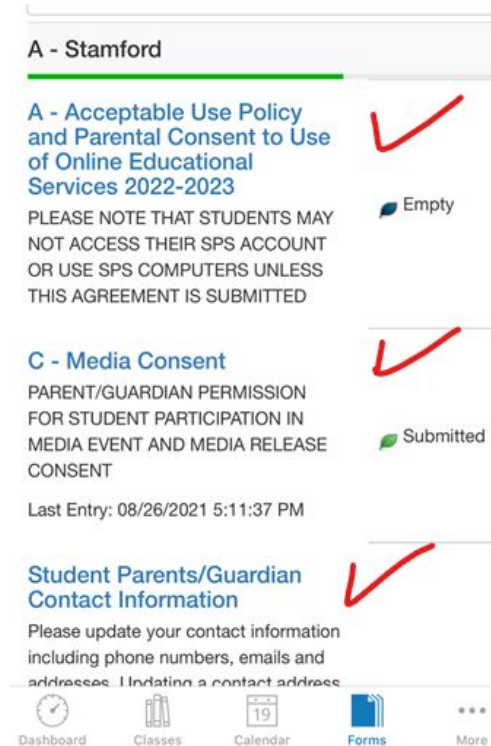 A - Stamford
A - Acceptable Use Policy
and Parental Consent to Use
of Online Educational
Services 2022-2023
PLEASE NOTE THAT STUDENTS MAY
NOT ACCESS THEIR SPS ACCOUNT
OR USE SPS COMPUTERS UNLESS
THIS AGREEMENT IS SUBMITTED
Empty
C - Media Consent
PARENT/GUARDIAN PERMISSION
FOR STUDENT PARTICIPATION IN
MEDIA EVENT AND MEDIA RELEASE
CONSENT
Submitted
Last Entry: 08/26/2021 5:11:37 PM
Student Parents/Guardian
Contact Information
Please update your contact information
including phone numbers, emails and
addresses. Updating a contact address
19
Dashboard Classes Calendar Forms More